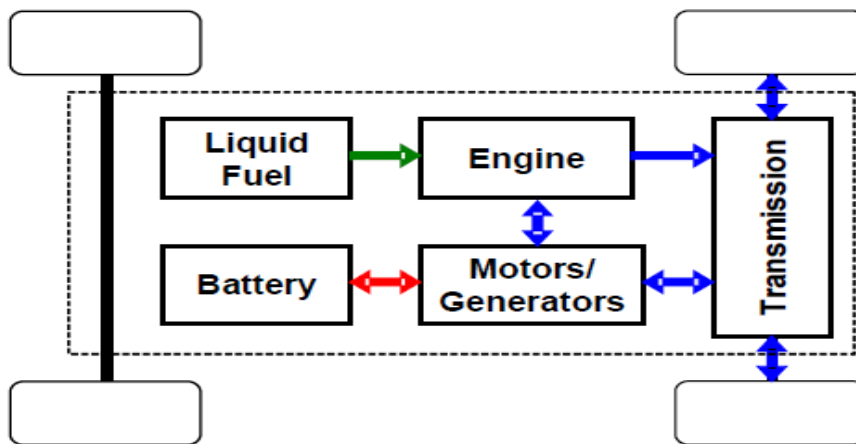 Liquid
Fuel
Engine
Battery
Motors/
Generators
Transmission